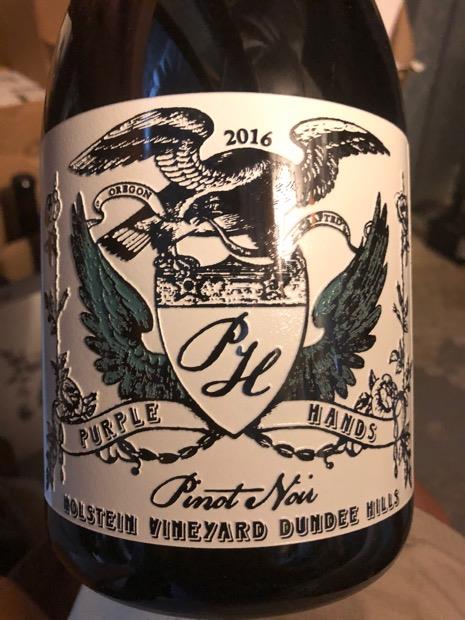 2016
OREGON
PH
PURPLE HANDS
Pinot Noir
HOLSTEIN VINEYARD DUNDEE HILLS